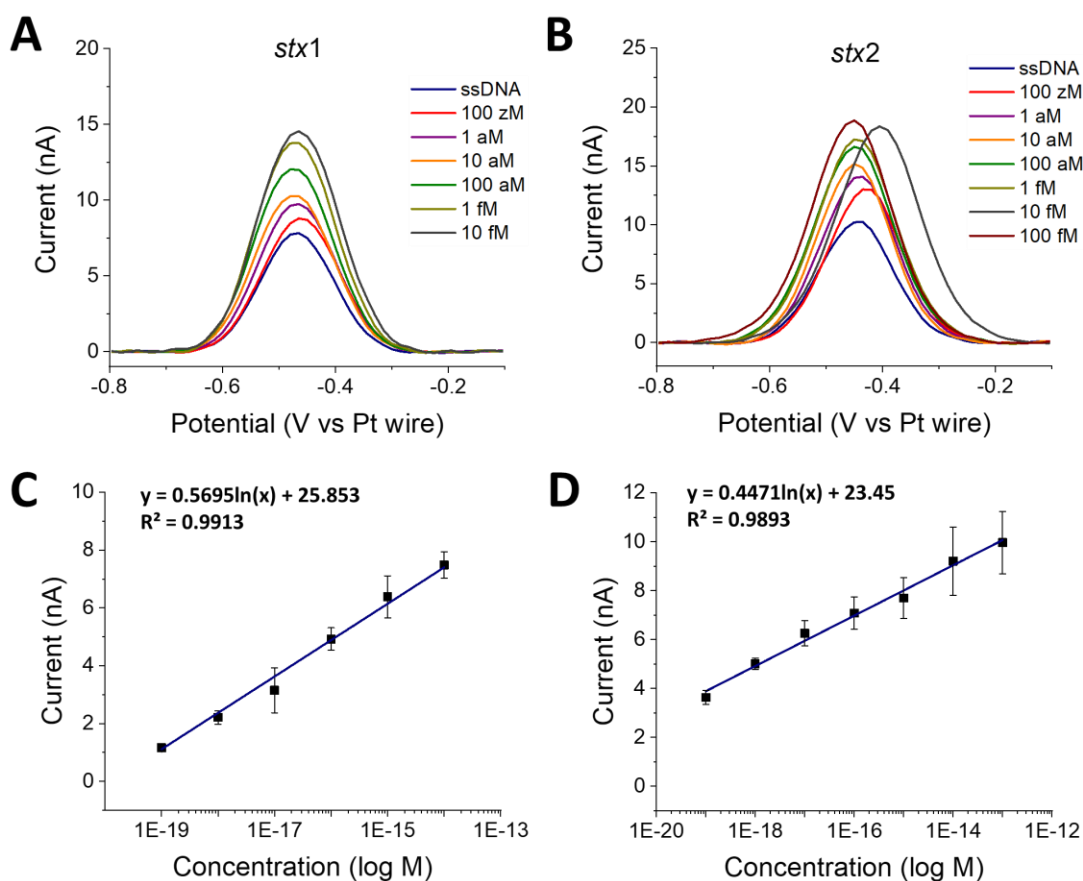 A
stx1
20
15
10
5
0
Current (nA)
ssDNA
100 zM
1 aM
10 aM
100 aM
1 fM
10 fM
-0.8
-0.6
-0.4
-0.2
Potential (V vs Pt wire)
B
stx2
25
20
15
10
5
0
Current (nA)
ssDNA
100 zM
1 aM
10 aM
100 aM
1 fM
10 fM
100 fM
-0.8
-0.6
-0.4
-0.2
Potential (V vs Pt wire)
C
y = 0.5695ln(x) + 25.853
R² = 0.9913
10
8
6
4
2
0
Current (nA)
1E-19
1E-17
1E-15
1E-13
Concentration (log M)
D
y = 0.4471ln(x) + 23.45
R² = 0.9893
12
10
8
6
4
2
0
Current (nA)
1E-20
1E-18
1E-16
1E-14
1E-12
Concentration (log M)